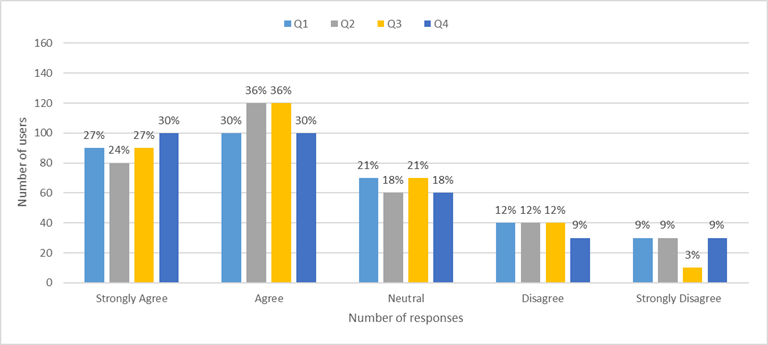 Q1 Q2 Q3 Q4
160
140
120
100
80
60
40
20
0
Number of users
27% 24% 27% 30%
30% 36% 36% 30%
21% 18% 21% 18%
12% 12% 12% 9%
9% 9% 3% 9%
Strongly Agree Agree Neutral Disagree Strongly Disagree
Number of responses